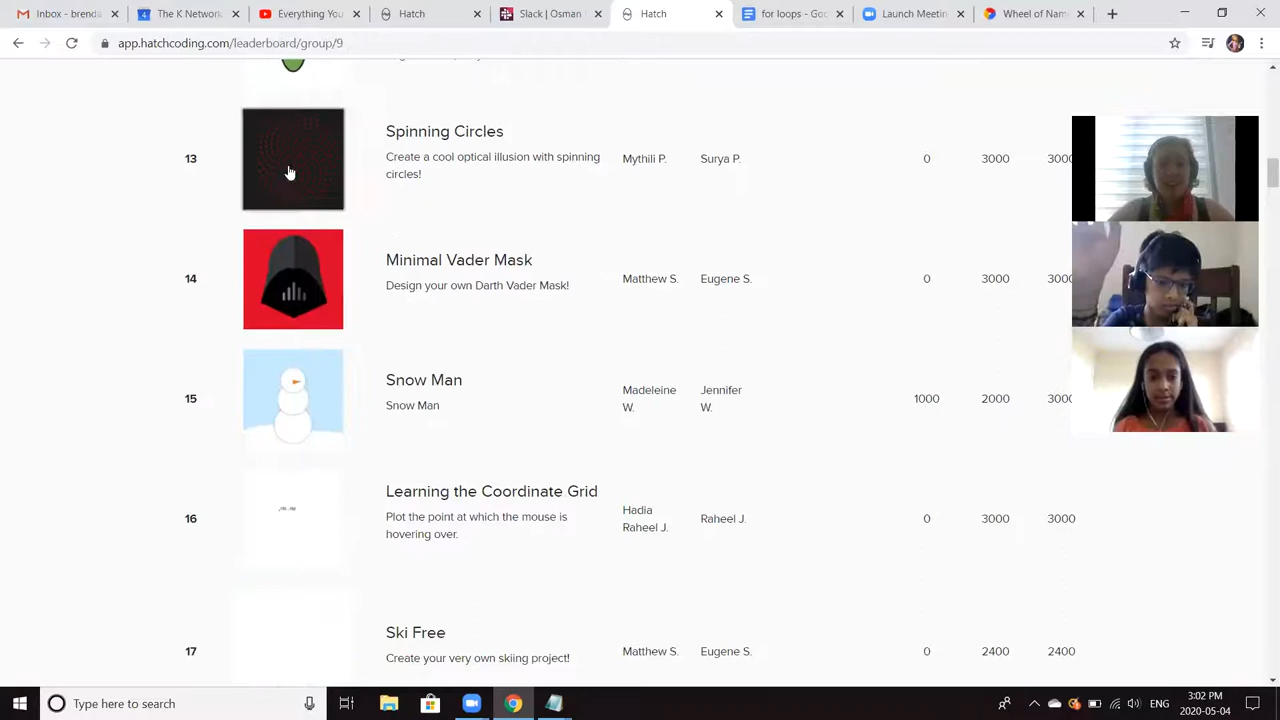 Inbox - brenda
The K Network
Everything You
Hatch
Slack | Osman
Hatch
for loops - Goo
Launch Meetin
Wheel of Nam
app.hatchcoding.com/leaderboard/group/9
13 Spinning Circles
Create a cool optical illusion with spinning
circles!
Mythili P. Surya P. 0 3000 3000
14 Minimal Vader Mask
Design your own Darth Vader Mask!
Matthew S. Eugene S. 0 3000 3000
15 Snow Man
Snow Man
Madeleine
W.
Jennifer
W.
1000 2000 3000
16 Learning the Coordinate Grid
Plot the point at which the mouse is
hovering over.
Hadia
Raheel J.
Raheel J.
0 3000 3000
17 Ski Free
Create your very own skiing project!
Matthew S. Eugene S. 0 2400 2400
Type here to search
3:02 PM
2020-05-04